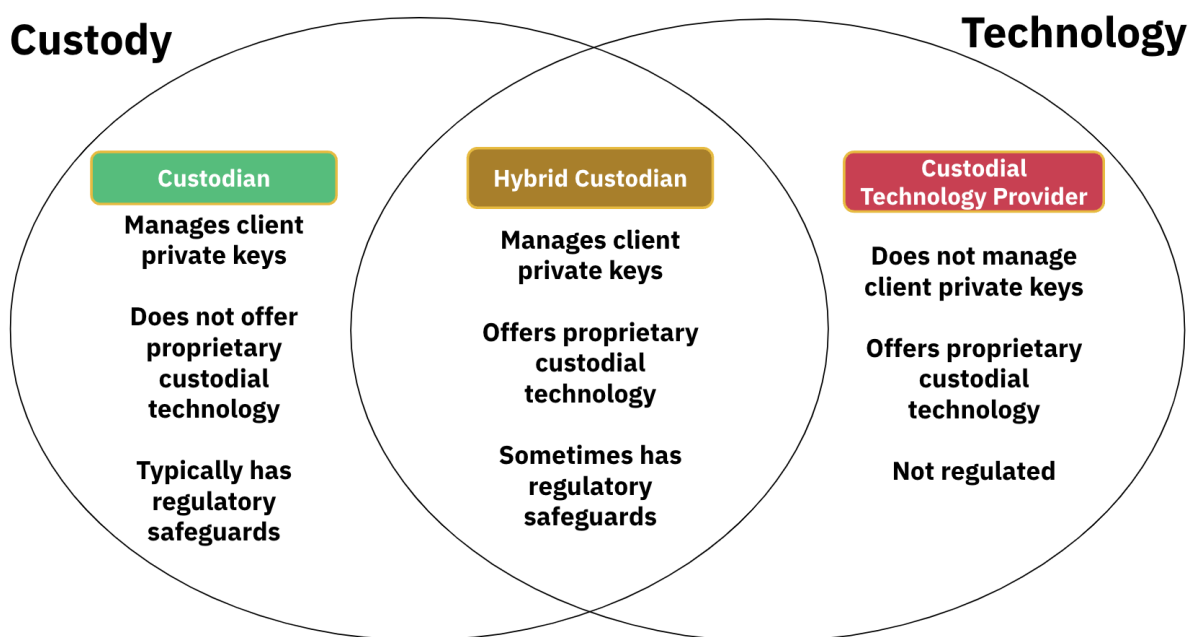 Custody
Technology
Custodian
Manages client
private keys
Does not offer
proprietary
custodial
technology
Typically has
regulatory
safeguards
Hybrid Custodian
Manages client
private keys
Offers proprietary
custodial
technology
Sometimes has
regulatory
safeguards
Custodial
Technology Provider
Does not manage
client private keys
Offers proprietary
custodial
technology
Not regulated